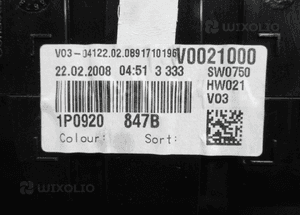 WIXOLIO
V03-04122.02.0891710196
V0021000
22.02.2008 04:51 3 333
SW0750
HW021
V03
1P0920 847B
Colour: Sort:
WIXOLIO
WIXOLIO